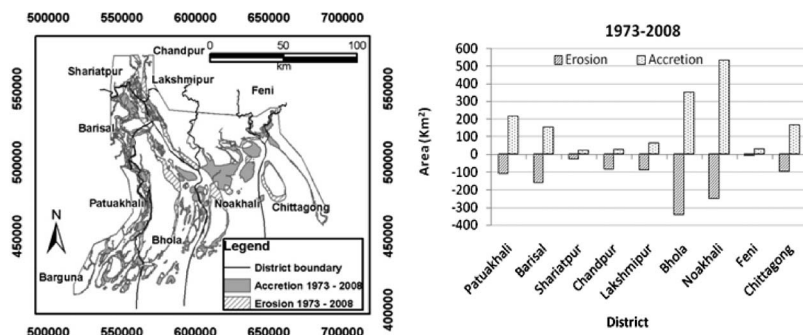 500000 550000 600000 650000 700000
Chandpur
0 50 100
km
Shariatpur
Lakshmipur
Feni
Barisal
Patuakhali
Noakhali
Chittagong
Bhola
Barguna
N
Legend
District boundary
Accretion 1973 - 2008
Erosion 1973 - 2008
550000
500000
450000
550000
500000
450000
400000
500000 550000 600000 650000 700000
1973-2008
Erosion Accretion
Area (Km²)
600
500
400
300
200
100
0
-100
-200
-300
-400
Patuakhali
Barisal
Shariatpur
Chandpur
Lakshmipur
Bhola
Noakhali
Feni
Chittagong
District